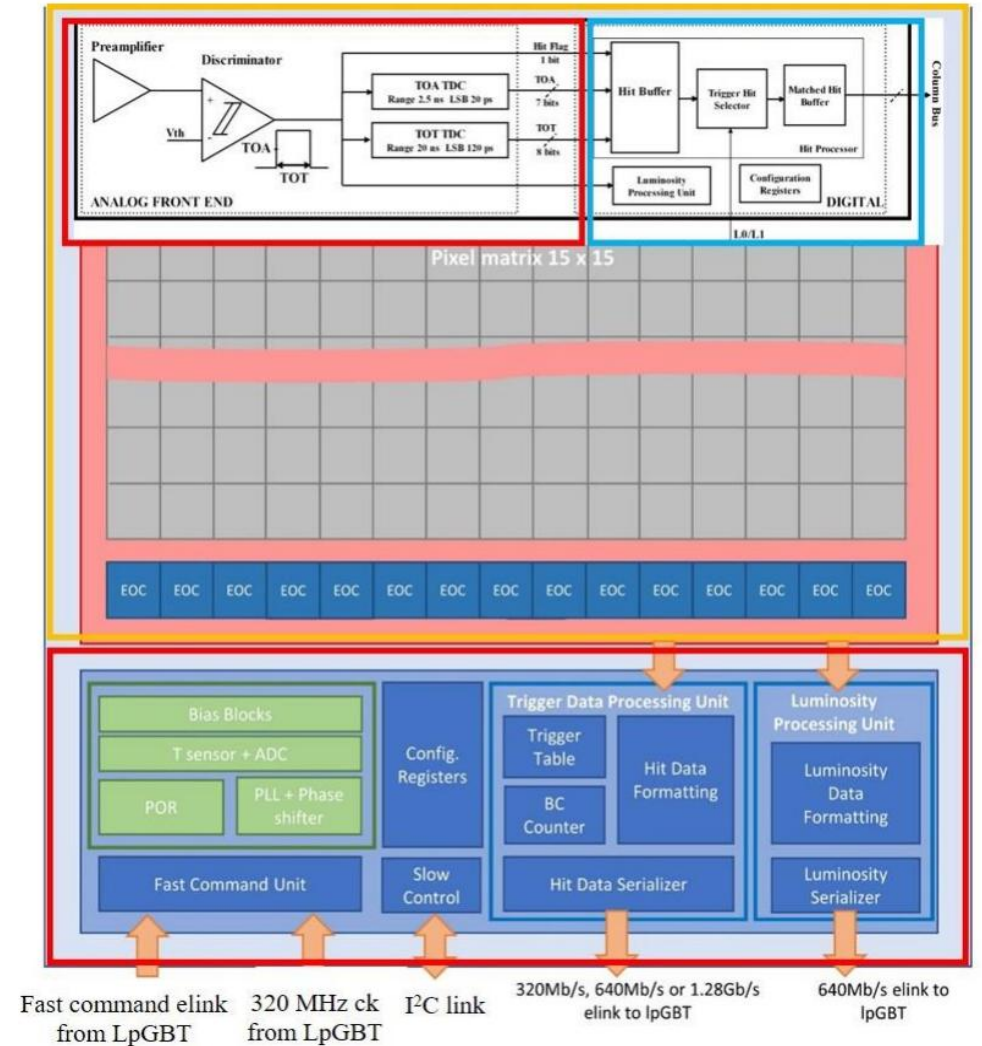 Preamplifier
Discriminator
Vth
+
-
TOA
TOT
TOA TDC
Range 2.5 ns LSB 20 ps
TOT TDC
Range 20 ns LSB 120 ps
ANALOG FRONT END
Hit Flag
1 bit
TOA
7 bits
TOT
8 bits
Hit Buffer
Trigger Hit
Selector
Matched Hit
Buffer
Hit Processor
Luminosity
Processing Unit
Configuration
Registers
DIGITAL
L0/L1
Column Bus
Pixel matrix 15 x 15
EOC EOC EOC EOC EOC EOC EOC EOC EOC EOC EOC EOC EOC EOC EOC
Bias Blocks
T sensor + ADC
POR
PLL + Phase
shifter
Fast Command Unit
Config.
Registers
Slow
Control
Trigger Data Processing Unit
Trigger
Table
BC
Counter
Hit Data
Formatting
Hit Data Serializer
Luminosity
Processing Unit
Luminosity
Data
Formatting
Luminosity
Serializer
Fast command elink
from LpGBT
320 MHz ck
from LpGBT
I²C link
320Mb/s, 640Mb/s or 1.28Gb/s
elink to lpGBT
640Mb/s elink to
lpGBT